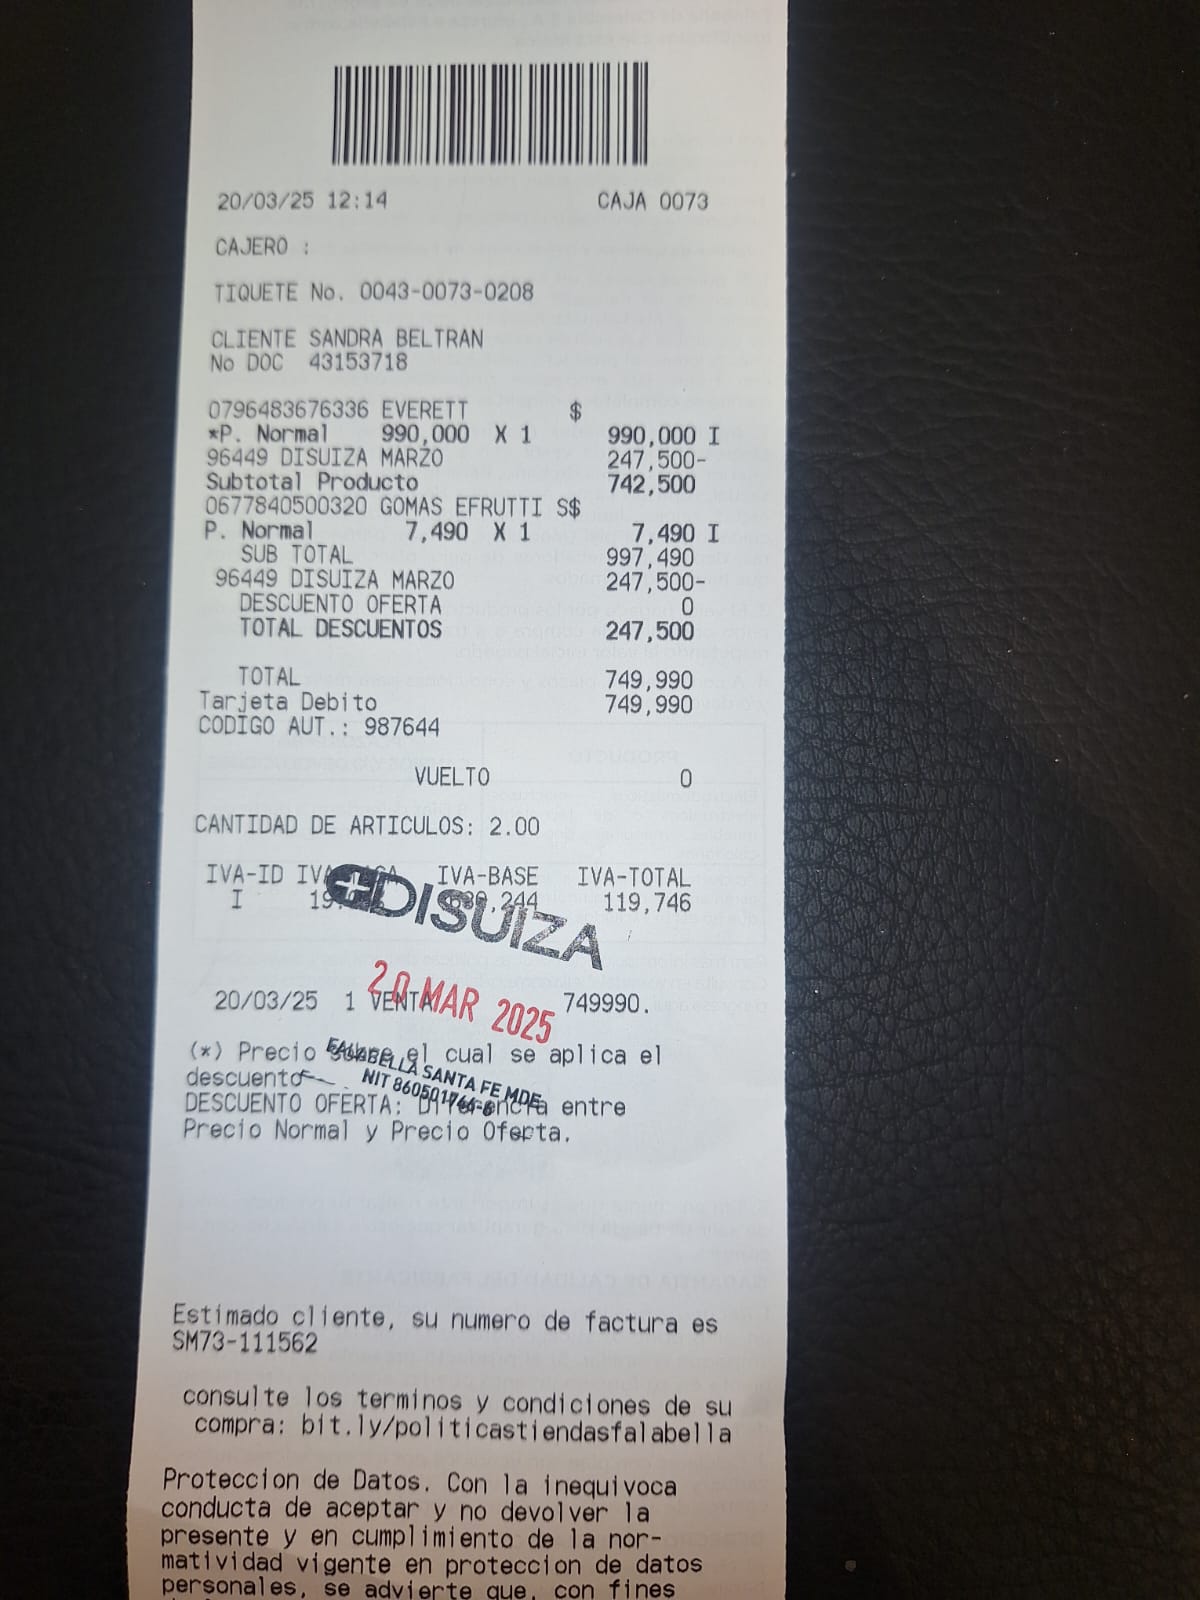 20/03/25 12:14 CAJA 0073
CAJERO :
TIQUETE No. 0043-0073-0208
CLIENTE SANDRA BELTRAN
No DOC 43153718
0796483676336 EVERETT $
*P. Normal 990,000 X 1 990,000 I
96449 DISUIZA MARZO 247,500-
Subtotal Producto 742,500
0677840500320 GOMAS EFRUTTI S$
P. Normal 7,490 X 1 7,490 I
SUB TOTAL 997,490
96449 DISUIZA MARZO 247,500-
DESCUENTO OFERTA 0
TOTAL DESCUENTOS 247,500
TOTAL 749,990
Tarjeta Debito 749,990
CODIGO AUT.: 987644
VUELTO 0
CANTIDAD DE ARTICULOS: 2.00
IVA-ID IVA IVA-BASE IVA-TOTAL
I 119,746
DISUIZA
20/03/25 1 VENTA 749990.
20 MAR 2025
(*) Precio sobre el cual se aplica el
FALABELLA SANTA FE MDE
descuento
NIT 860501766-6
DESCUENTO OFERTA: Diferencia entre
Precio Normal y Precio Oferta.
Estimado cliente, su numero de factura es
SM73-111562
consulte los terminos y condiciones de su
compra: bit.ly/politicastiendasfalabella
Proteccion de Datos. Con la inequivoca
conducta de aceptar y no devolver la
presente y en cumplimiento de la nor-
matividad vigente en proteccion de datos
personales, se advierte que, con fines